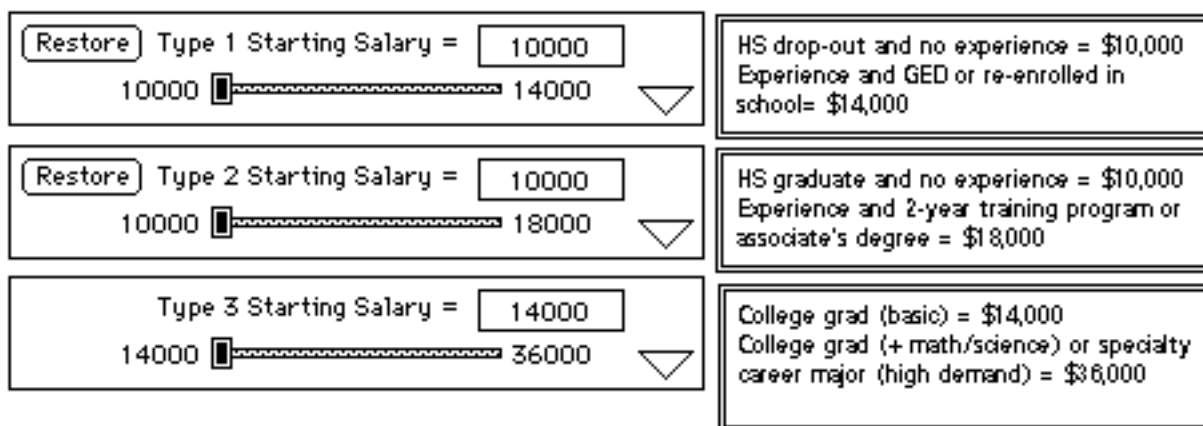 Restore Type 1 Starting Salary = 10000
10000 14000
HS drop-out and no experience = $10,000
Experience and GED or re-enrolled in
school= $14,000
Restore Type 2 Starting Salary = 10000
10000 18000
HS graduate and no experience = $10,000
Experience and 2-year training program or
associate's degree = $18,000
Type 3 Starting Salary = 14000
14000 36000
College grad (basic) = $14,000
College grad (+ math/science) or specialty
career major (high demand) = $36,000